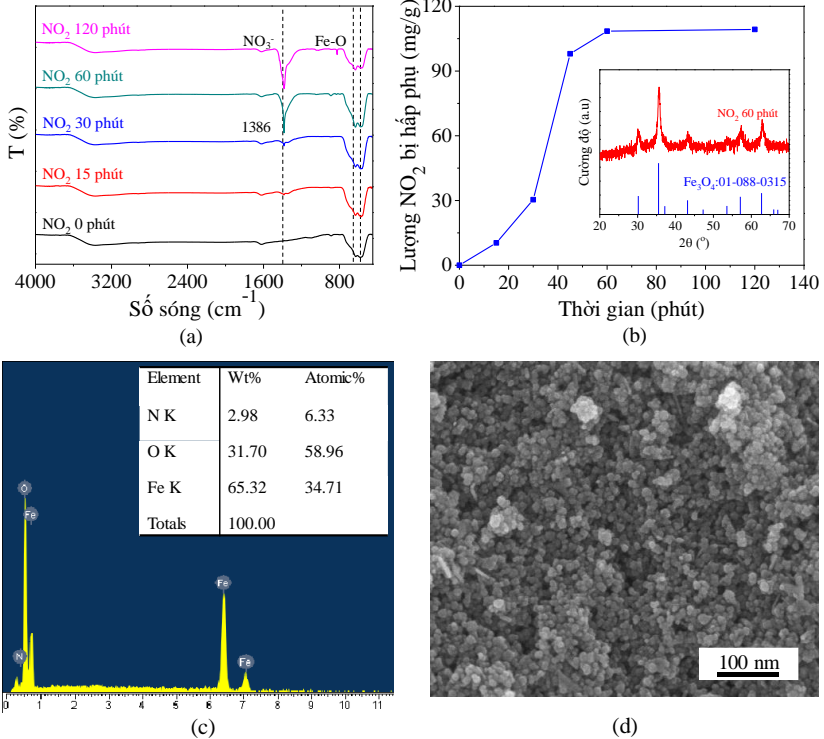 NO2 120 phút
NO3- Fe-O
NO2 60 phút
NO2 30 phút
1386
NO2 15 phút
NO2 0 phút
T (%)
4000 3200 2400 1600 800
Số sóng (cm-1)
(a)
Lượng NO2 bị hấp phụ (mg/g)
120
90
60
30
0
0 20 40 60 80 100 120 140
Thời gian (phút)
NO2 60 phút
Fe3O4:01-088-0315
Cường độ (a.u)
20 30 40 50 60 70
2θ (o)
(b)
Element Wt% Atomic%
N K 2.98 6.33
O K 31.70 58.96
Fe K 65.32 34.71
Totals 100.00
O
Fe
N
Fe
Fe
0 1 2 3 4 5 6 7 8 9 10 11
(c)
100 nm
(d)